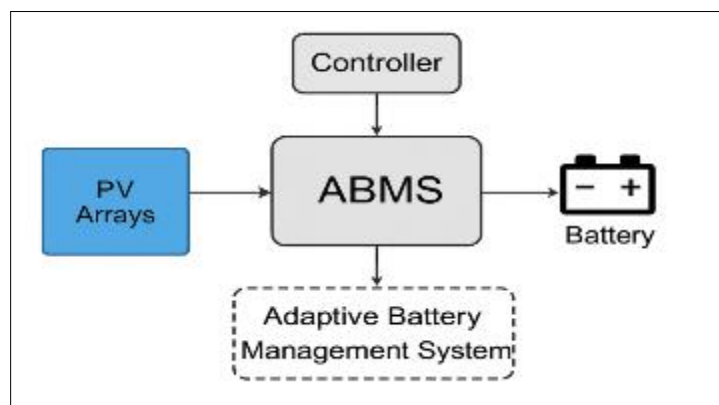 Controller
PV
Arrays
ABMS
− +
Battery
Adaptive Battery
Management System